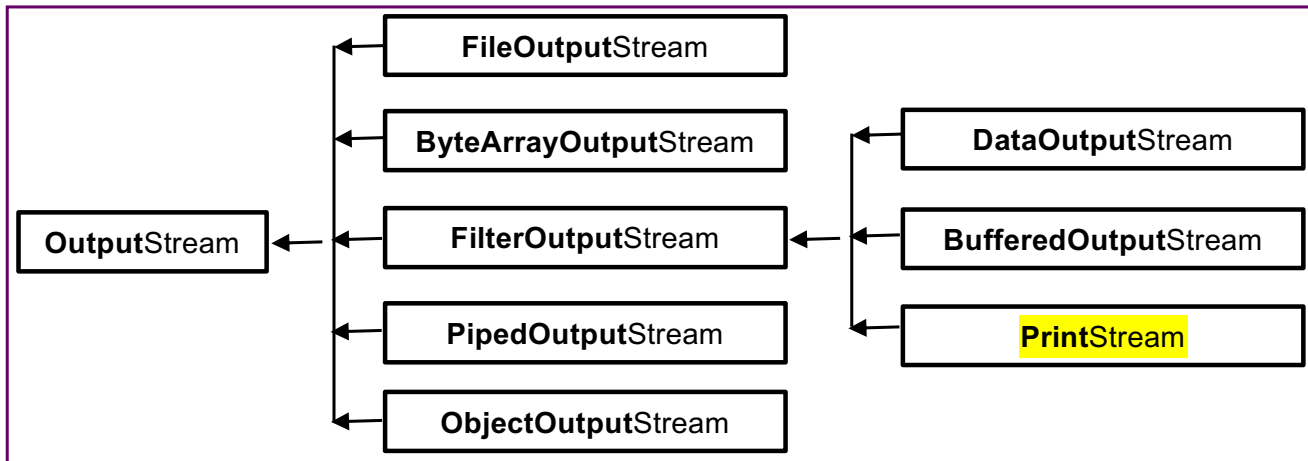 FileOutputStream
ByteArrayOutputStream
DataOutputStream
OutputStream
FilterOutputStream
BufferedOutputStream
PipedOutputStream
PrintStream
ObjectOutputStream